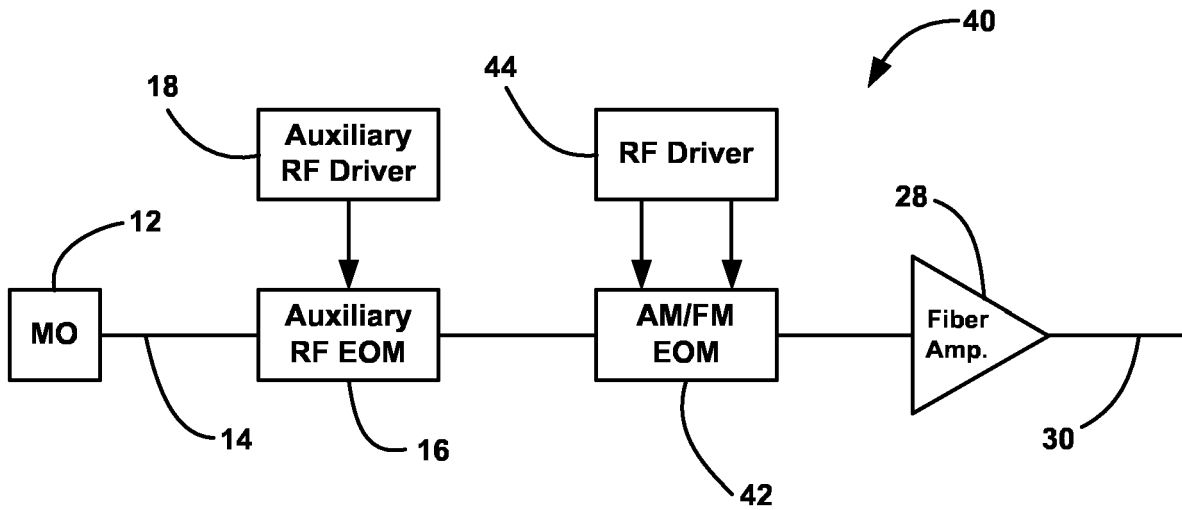 40
44
18
Auxiliary
RF Driver
RF Driver
28
12
MO
Auxiliary
RF EOM
AM/FM
EOM
Fiber
Amp.
14
16
30
42